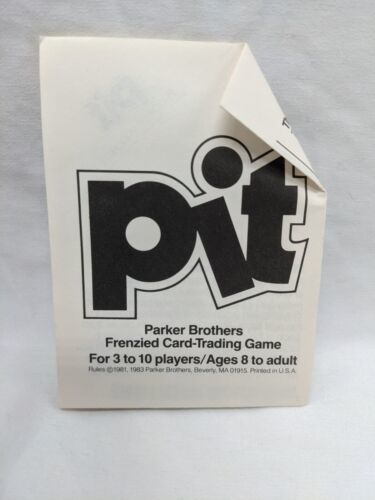 pit
Parker Brothers
Frenzied Card-Trading Game
For 3 to 10 players/Ages 8 to adult
Rules ©1981, 1983 Parker Brothers, Beverly, MA 01915. Printed in U.S.A.